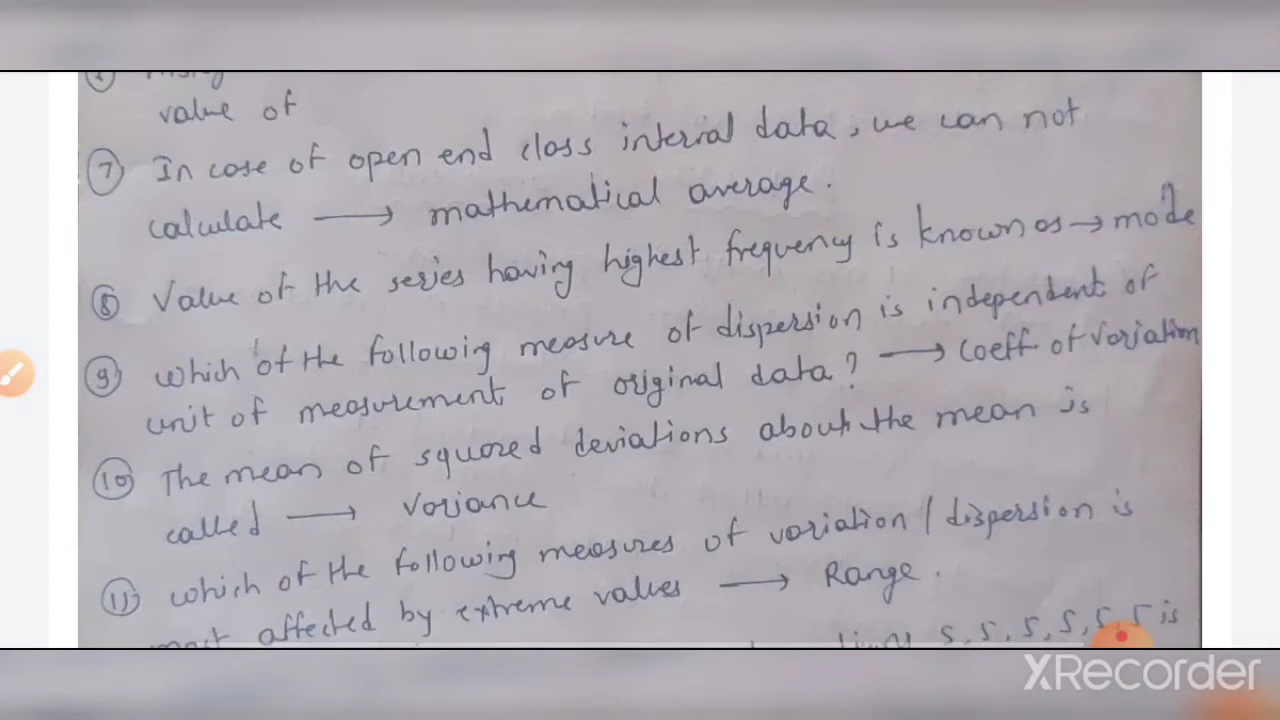 value of
⑦ In case of open end class interval data, we can not
calculate → mathematical average.
⑧ Value of the series having highest frequency is known as → mode
⑨ which of the following measure of dispersion is independent of
unit of measurement of original data? → coeff of variation
⑩ The mean of squared deviations about the mean is
called → variance
⑪ which of the following measures of variation / dispersion is
most affected by extreme values → Range.
5, 5, 5, 5, 5, 5 is
XRecorder